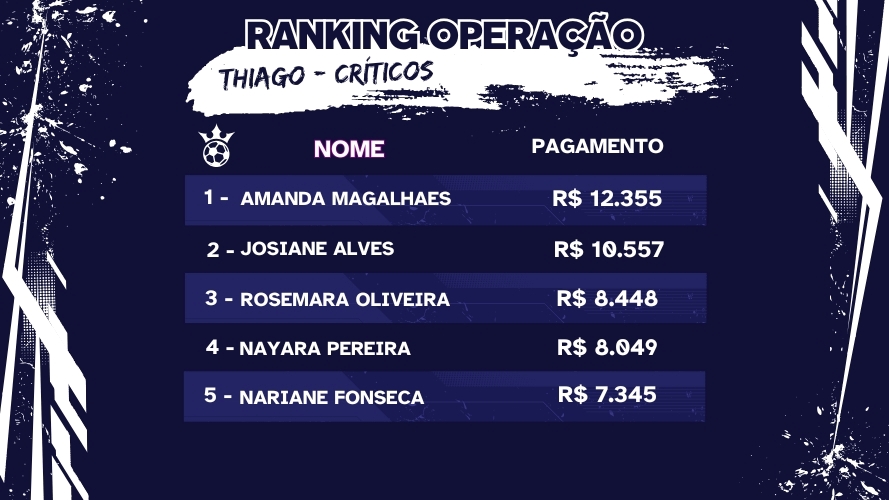 RANKING OPERAÇÃO
THIAGO - CRÍTICOS
NOME PAGAMENTO
1 - AMANDA MAGALHAES R$ 12.355
2 - JOSIANE ALVES R$ 10.557
3 - ROSEMARA OLIVEIRA R$ 8.448
4 - NAYARA PEREIRA R$ 8.049
5 - NARIANE FONSECA R$ 7.345